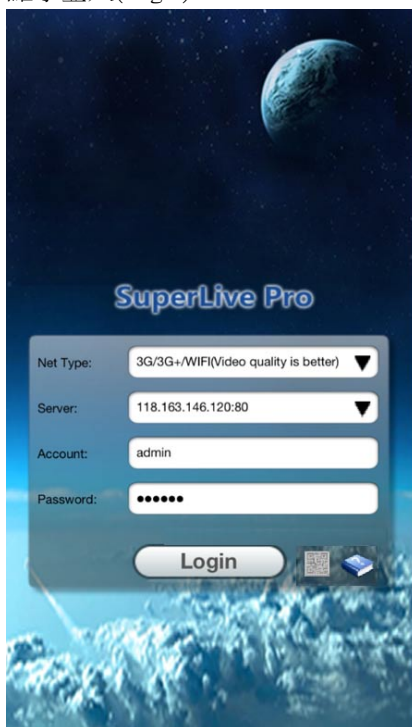 SuperLive Pro
Net Type: 3G/3G+/WIFI(Video quality is better)
Server: 118.163.146.120:80
Account: admin
Password: ••••••
Login